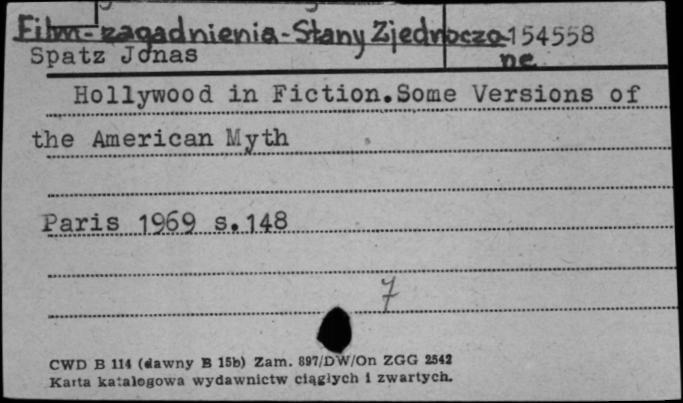 Film-zagadnienia-Stany Zjednoczo-154558
ne
Spatz Jonas
Hollywood in Fiction.Some Versions of
the American Myth
Paris 1969 s.148
7
CWD B 114 (dawny B 15b) Zam. 897/DW/On ZGG 2542
Karta katalogowa wydawnictw ciągłych i zwartych.